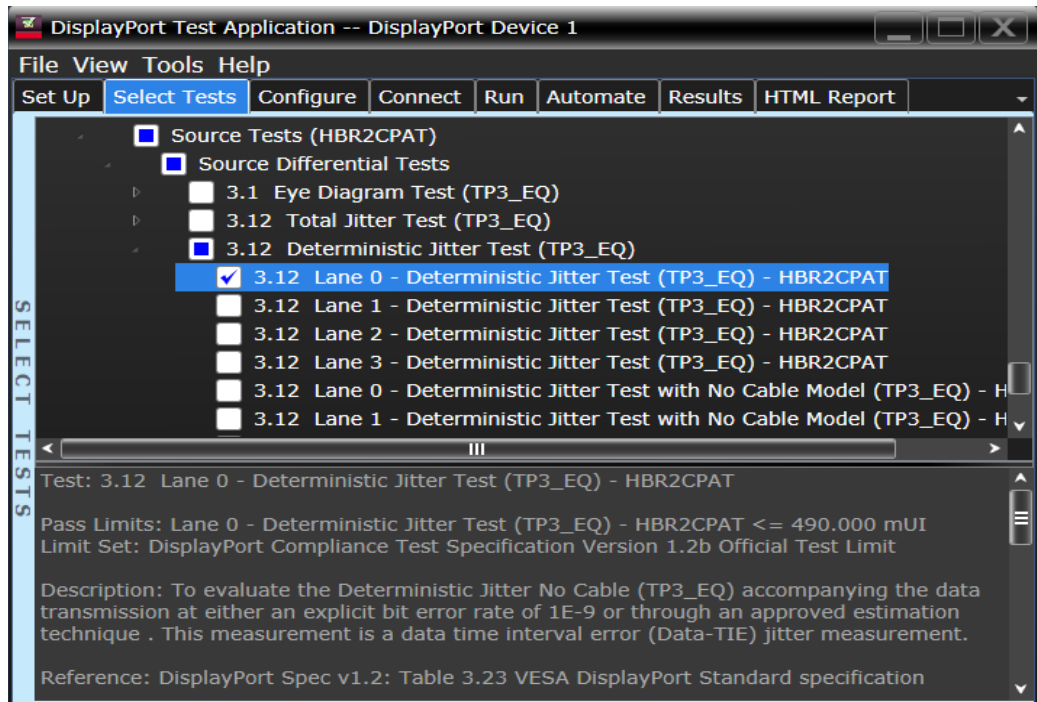 DisplayPort Test Application -- DisplayPort Device 1
File View Tools Help
Set Up Select Tests Configure Connect Run Automate Results HTML Report
Source Tests (HBR2CPAT)
Source Differential Tests
3.1 Eye Diagram Test (TP3_EQ)
3.12 Total Jitter Test (TP3_EQ)
3.12 Deterministic Jitter Test (TP3_EQ)
3.12 Lane 0 - Deterministic Jitter Test (TP3_EQ) - HBR2CPAT
3.12 Lane 1 - Deterministic Jitter Test (TP3_EQ) - HBR2CPAT
3.12 Lane 2 - Deterministic Jitter Test (TP3_EQ) - HBR2CPAT
3.12 Lane 3 - Deterministic Jitter Test (TP3_EQ) - HBR2CPAT
3.12 Lane 0 - Deterministic Jitter Test with No Cable Model (TP3_EQ) - H
3.12 Lane 1 - Deterministic Jitter Test with No Cable Model (TP3_EQ) - H
SELECT TESTS
Test: 3.12 Lane 0 - Deterministic Jitter Test (TP3_EQ) - HBR2CPAT
Pass Limits: Lane 0 - Deterministic Jitter Test (TP3_EQ) - HBR2CPAT <= 490.000 mUI
Limit Set: DisplayPort Compliance Test Specification Version 1.2b Official Test Limit
Description: To evaluate the Deterministic Jitter No Cable (TP3_EQ) accompanying the data
transmission at either an explicit bit error rate of 1E-9 or through an approved estimation
technique . This measurement is a data time interval error (Data-TIE) jitter measurement.
Reference: DisplayPort Spec v1.2: Table 3.23 VESA DisplayPort Standard specification